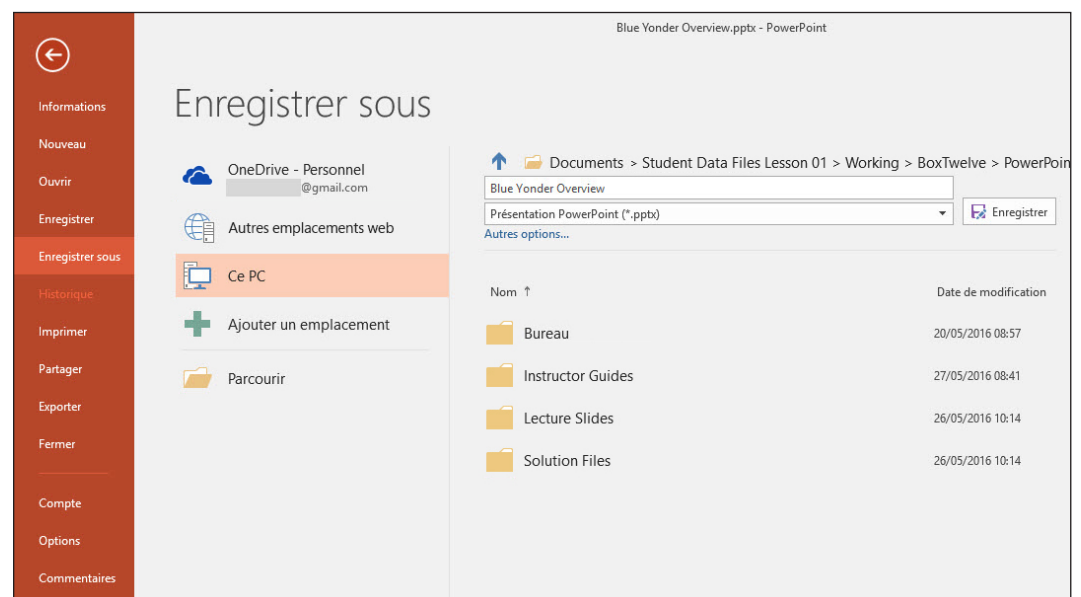 Blue Yonder Overview.pptx - PowerPoint
Informations
Nouveau
Ouvrir
Enregistrer
Enregistrer sous
Historique
Imprimer
Partager
Exporter
Fermer
Compte
Options
Commentaires
Enregistrer sous
OneDrive - Personnel
@gmail.com
Autres emplacements web
Ce PC
Ajouter un emplacement
Parcourir
Documents > Student Data Files Lesson 01 > Working > BoxTwelve > PowerPoin
Blue Yonder Overview
Présentation PowerPoint (*.pptx)
Enregistrer
Autres options...
Nom ↑ Date de modification
Bureau 20/05/2016 08:57
Instructor Guides 27/05/2016 08:41
Lecture Slides 26/05/2016 10:14
Solution Files 26/05/2016 10:14